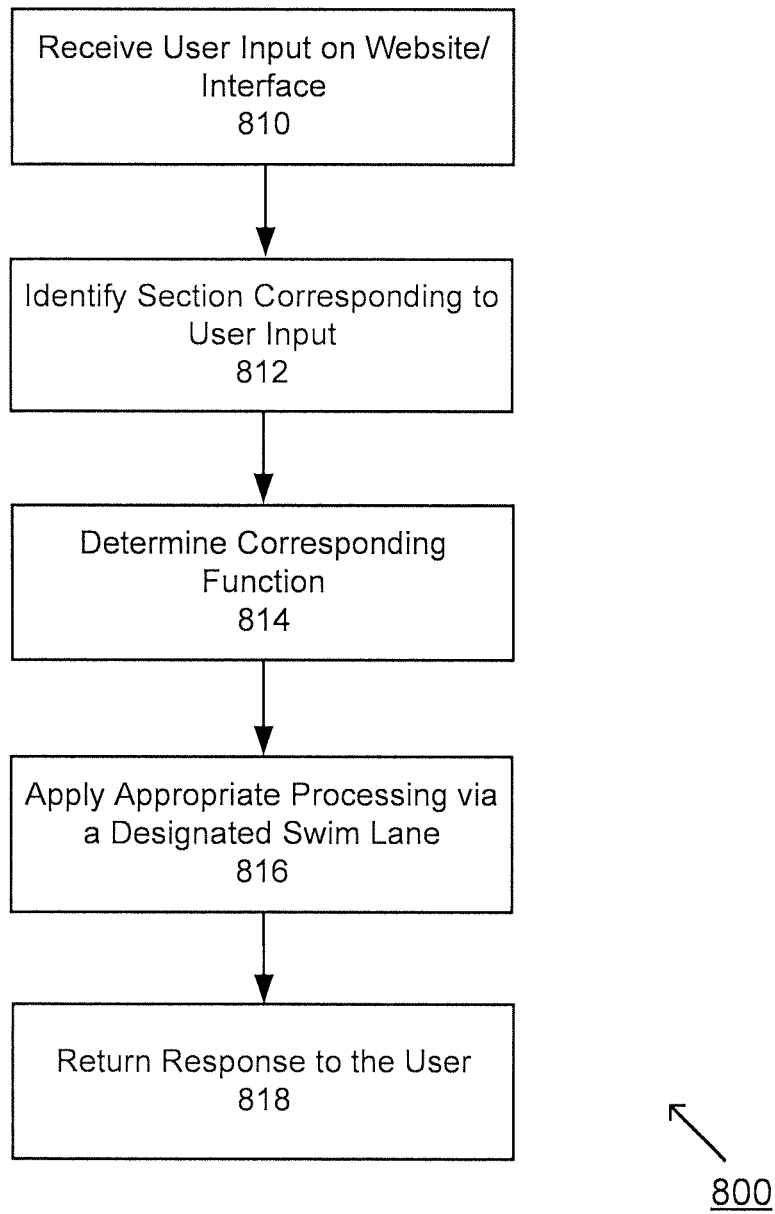 Receive User Input on Website/
Interface
810
Identify Section Corresponding to
User Input
812
Determine Corresponding
Function
814
Apply Appropriate Processing via
a Designated Swim Lane
816
Return Response to the User
818
800